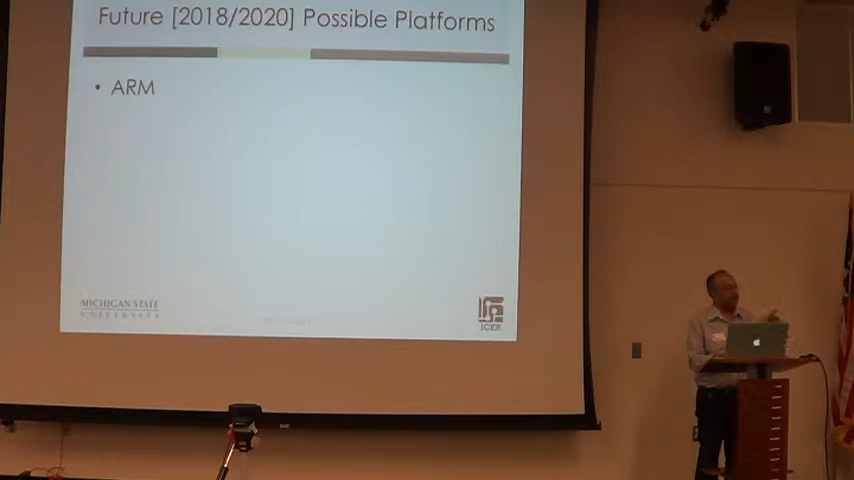 Future [2018/2020] Possible Platforms
• ARM
MICHIGAN STATE
UNIVERSITY
ICER